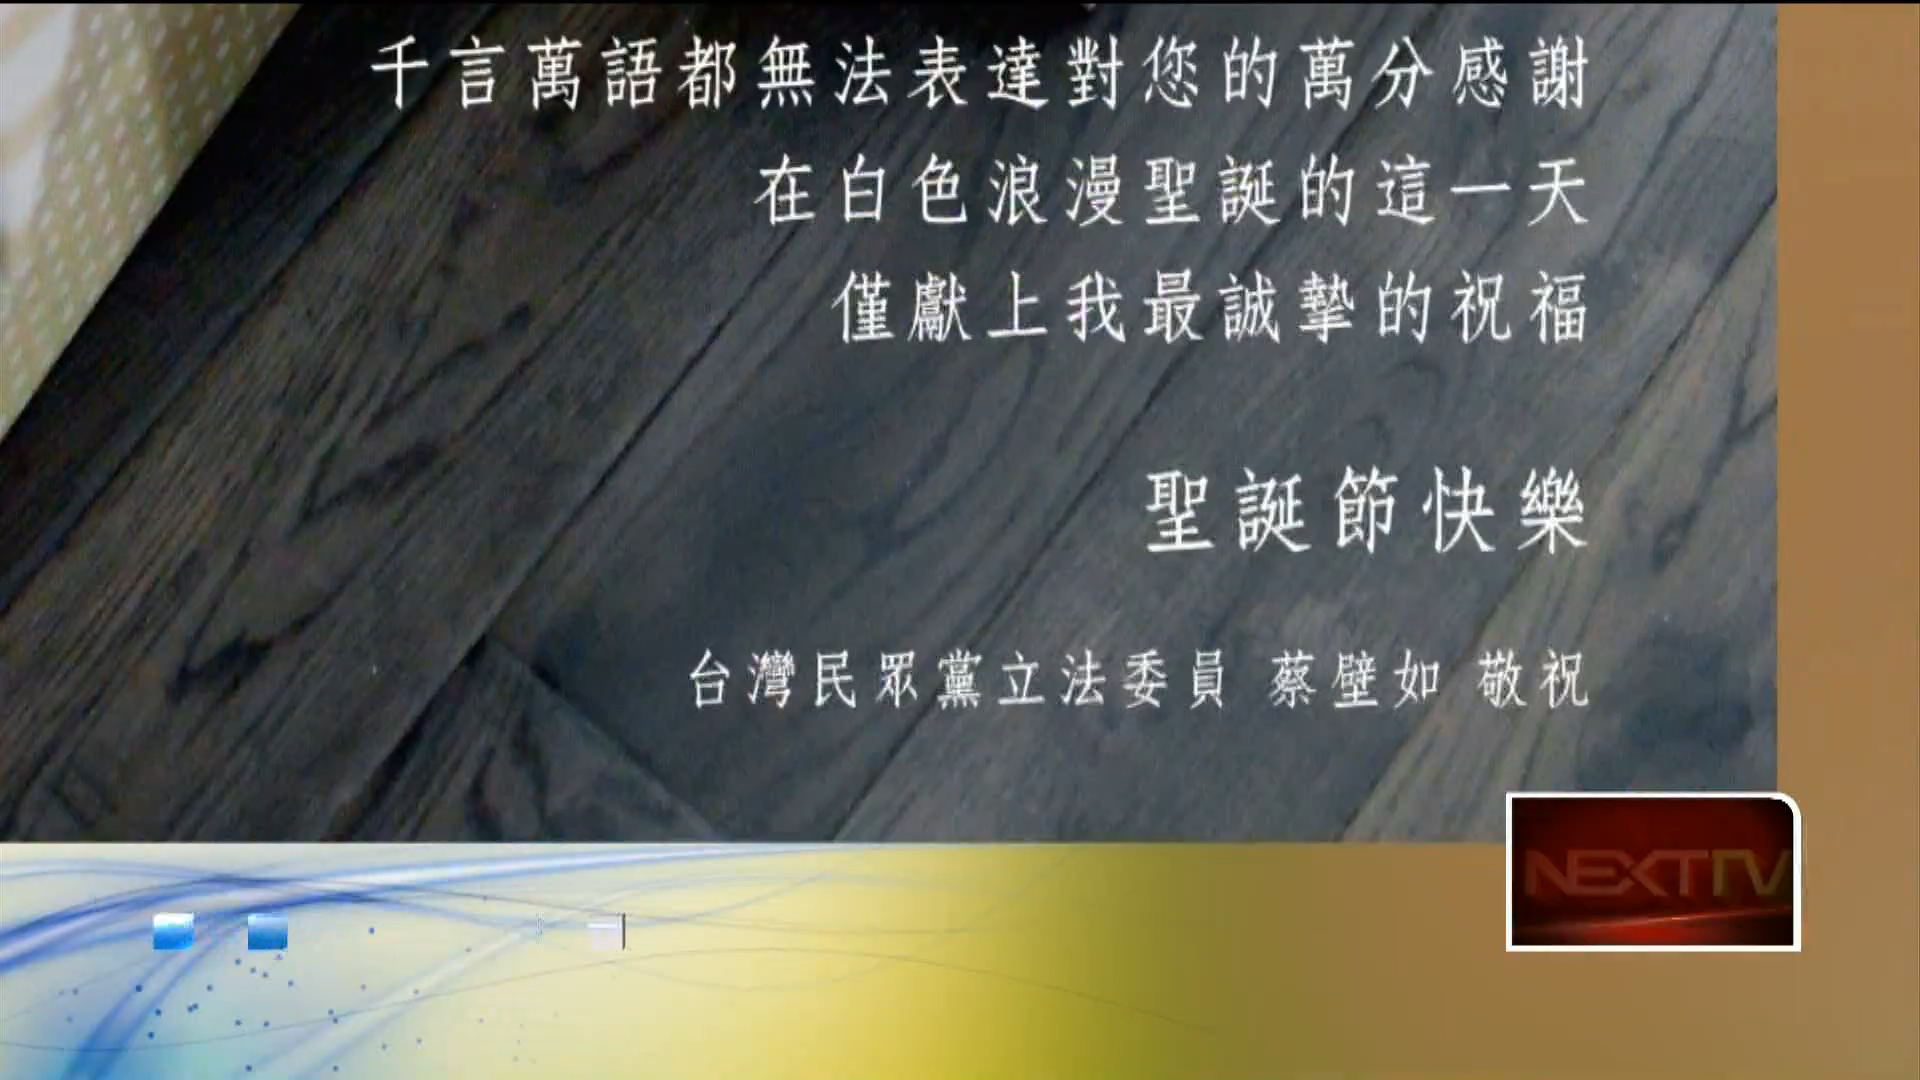 千言萬語都無法表達對您的萬分感謝
在白色浪漫聖誕的這一天
僅獻上我最誠摯的祝福
聖誕節快樂
台灣民眾黨立法委員 蔡壁如 敬祝
NEXTTV